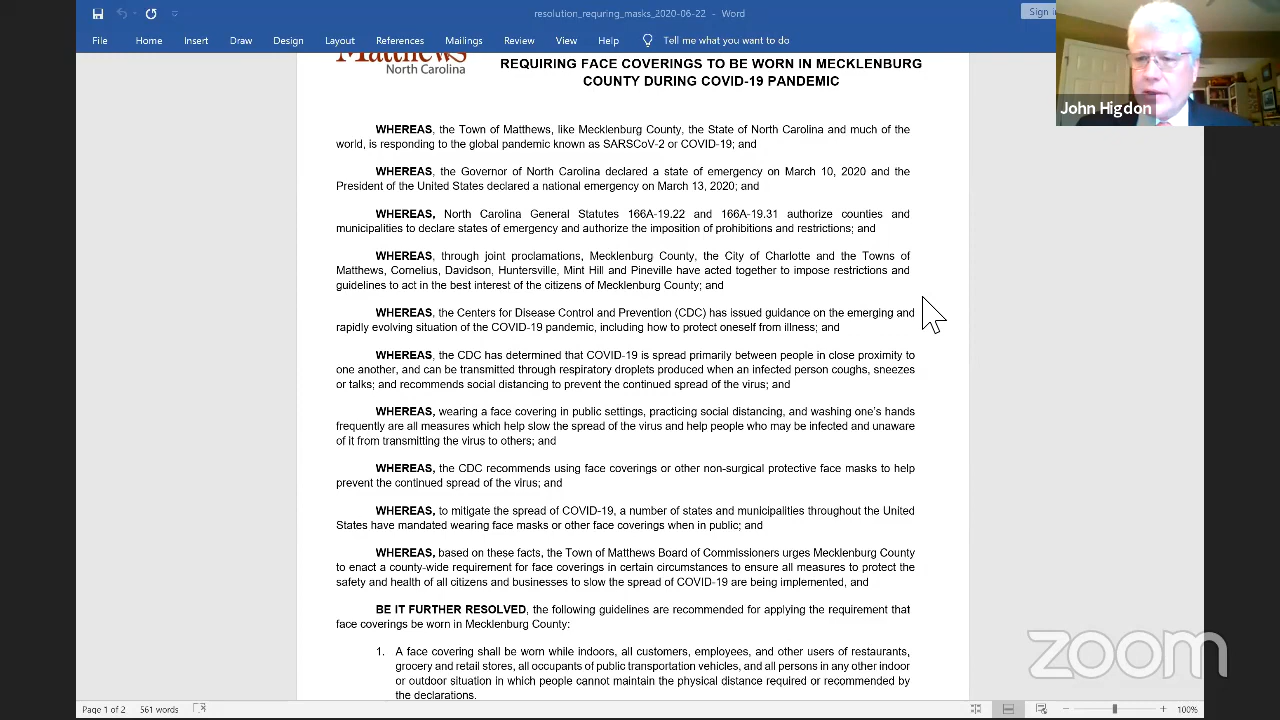 resolution_requring_masks_2020-06-22 - Word
Sign in
File Home Insert Draw Design Layout References Mailings Review View Help Tell me what you want to do
John Higdon
Matthews
North Carolina
REQUIRING FACE COVERINGS TO BE WORN IN MECKLENBURG
COUNTY DURING COVID-19 PANDEMIC
WHEREAS, the Town of Matthews, like Mecklenburg County, the State of North Carolina and much of the
world, is responding to the global pandemic known as SARSCoV-2 or COVID-19; and
WHEREAS, the Governor of North Carolina declared a state of emergency on March 10, 2020 and the
President of the United States declared a national emergency on March 13, 2020; and
WHEREAS, North Carolina General Statutes 166A-19.22 and 166A-19.31 authorize counties and
municipalities to declare states of emergency and authorize the imposition of prohibitions and restrictions; and
WHEREAS, through joint proclamations, Mecklenburg County, the City of Charlotte and the Towns of
Matthews, Cornelius, Davidson, Huntersville, Mint Hill and Pineville have acted together to impose restrictions and
guidelines to act in the best interest of the citizens of Mecklenburg County; and
WHEREAS, the Centers for Disease Control and Prevention (CDC) has issued guidance on the emerging and
rapidly evolving situation of the COVID-19 pandemic, including how to protect oneself from illness; and
WHEREAS, the CDC has determined that COVID-19 is spread primarily between people in close proximity to
one another, and can be transmitted through respiratory droplets produced when an infected person coughs, sneezes
or talks; and recommends social distancing to prevent the continued spread of the virus; and
WHEREAS, wearing a face covering in public settings, practicing social distancing, and washing one's hands
frequently are all measures which help slow the spread of the virus and help people who may be infected and unaware
of it from transmitting the virus to others; and
WHEREAS, the CDC recommends using face coverings or other non-surgical protective face masks to help
prevent the continued spread of the virus; and
WHEREAS, to mitigate the spread of COVID-19, a number of states and municipalities throughout the United
States have mandated wearing face masks or other face coverings when in public; and
WHEREAS, based on these facts, the Town of Matthews Board of Commissioners urges Mecklenburg County
to enact a county-wide requirement for face coverings in certain circumstances to ensure all measures to protect the
safety and health of all citizens and businesses to slow the spread of COVID-19 are being implemented, and
BE IT FURTHER RESOLVED, the following guidelines are recommended for applying the requirement that
face coverings be worn in Mecklenburg County:
1. A face covering shall be worn while indoors, all customers, employees, and other users of restaurants,
grocery and retail stores, all occupants of public transportation vehicles, and all persons in any other indoor
or outdoor situation in which people cannot maintain the physical distance required or recommended by
the declarations.
zoom
Page 1 of 2 561 words 100%